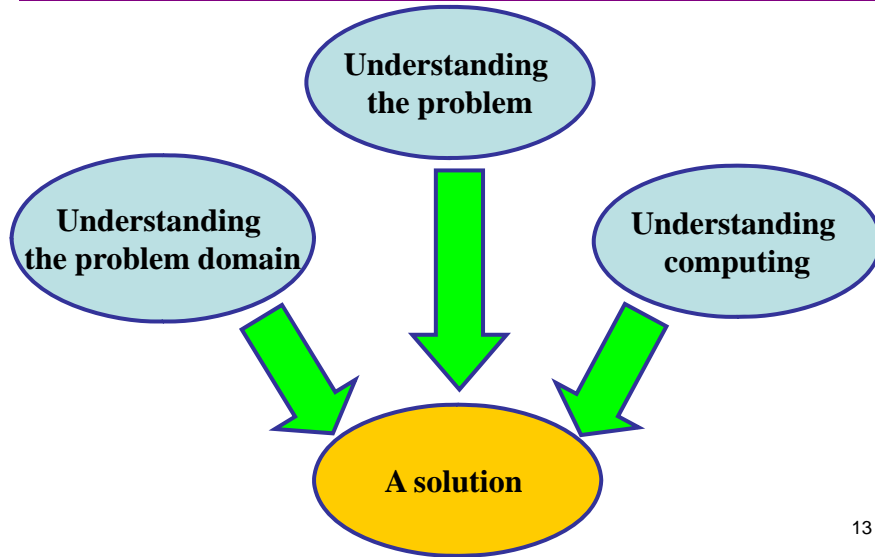 Understanding
the problem
Understanding
the problem domain
Understanding
computing
A solution
13